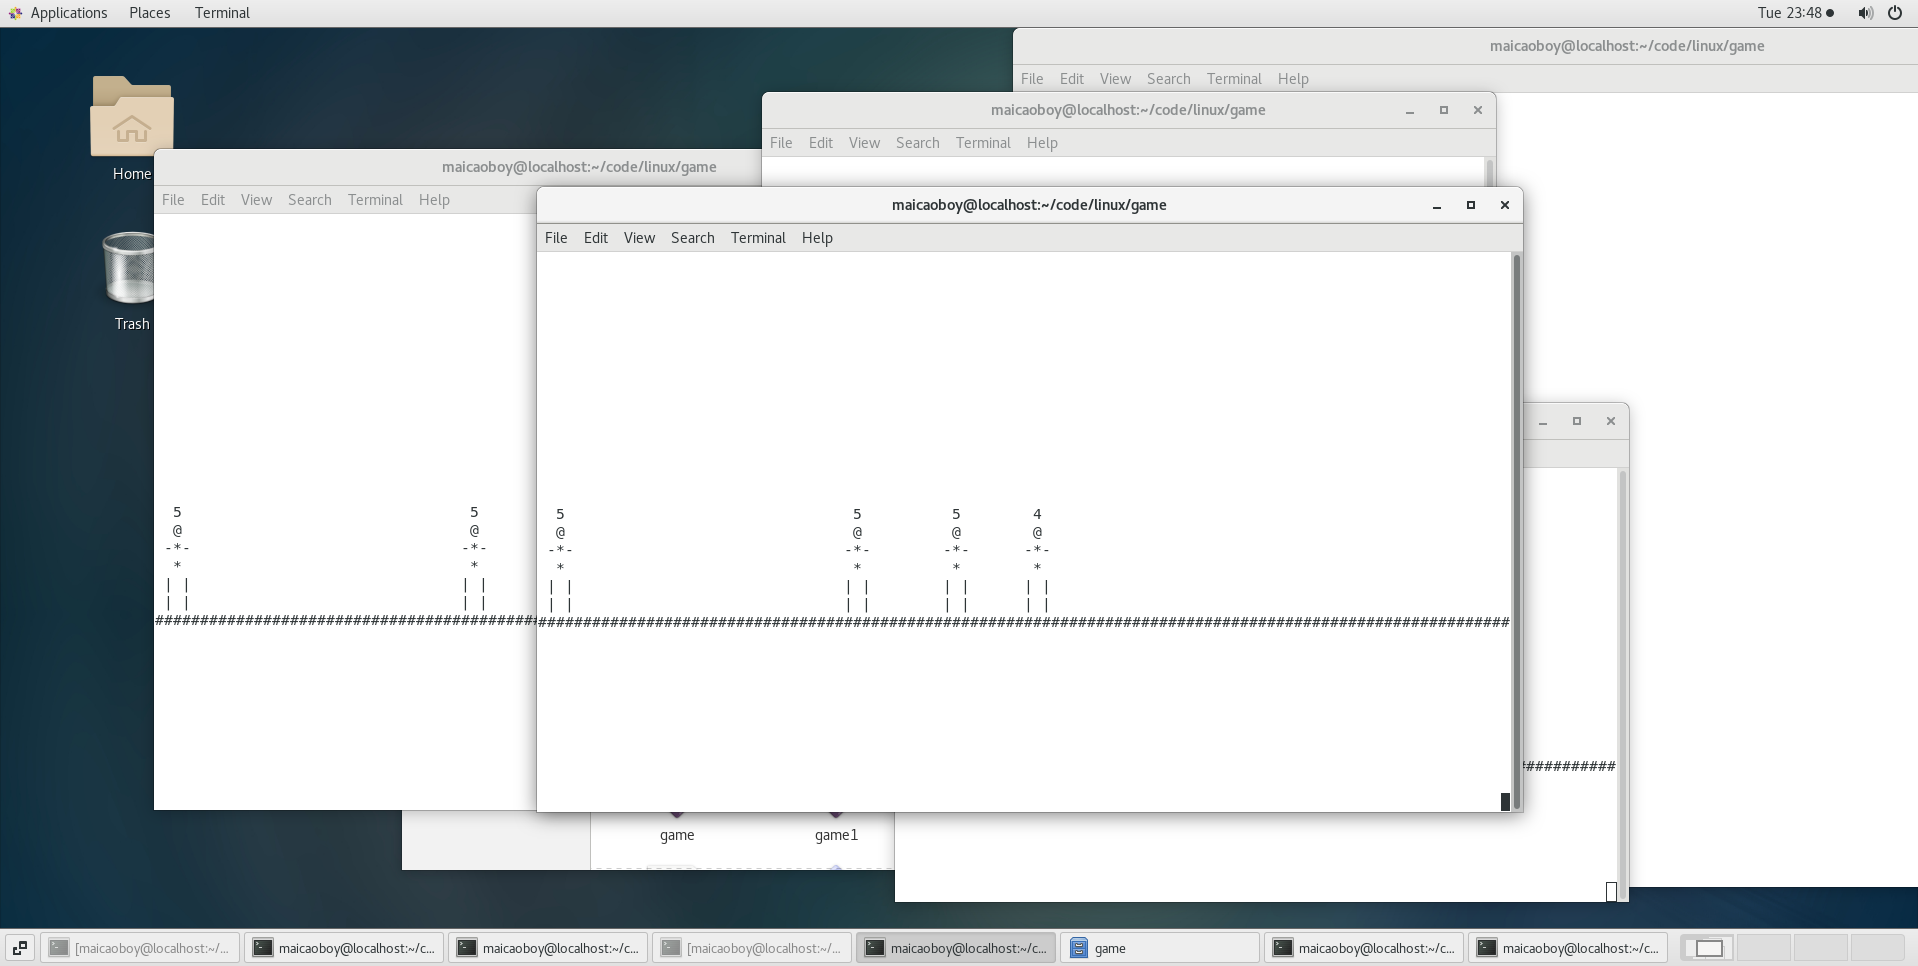 Applications Places Terminal
Tue 23:48
maicaoboy@localhost:~/code/linux/game
File Edit View Search Terminal Help
maicaoboy@localhost:~/code/linux/game
File Edit View Search Terminal Help
Home
maicaoboy@localhost:~/code/linux/game
File Edit View Search Terminal Help
Trash
maicaoboy@localhost:~/code/linux/game
File Edit View Search Terminal Help
5 5
@ @
-*- -*-
* *
| | | |
| | | |
###########################################
5 5 5 4
@ @ @ @
-*- -*- -*- -*-
* * * *
| | | | | | | |
| | | | | | | |
############################################################################################################
###########
game game1
[maicaoboy@localhost:~/...
maicaoboy@localhost:~/c...
maicaoboy@localhost:~/c...
[maicaoboy@localhost:~/...
maicaoboy@localhost:~/c...
game
maicaoboy@localhost:~/c...
maicaoboy@localhost:~/c...